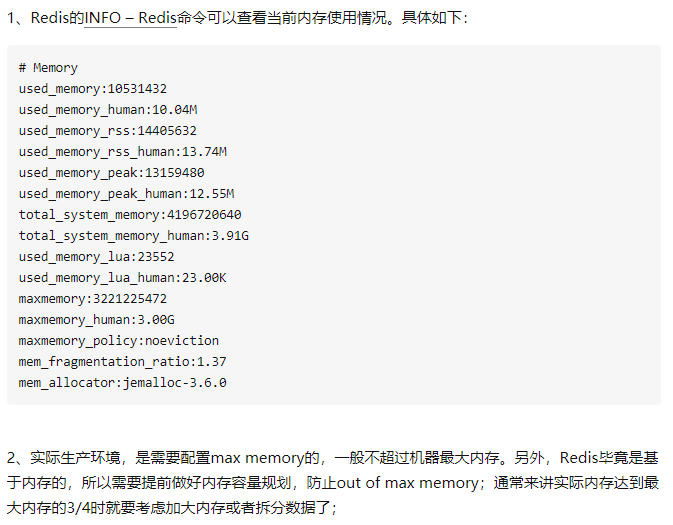 1、Redis的INFO – Redis命令可以查看当前内存使用情况。具体如下：
# Memory
used_memory:10531432
used_memory_human:10.04M
used_memory_rss:14405632
used_memory_rss_human:13.74M
used_memory_peak:13159480
used_memory_peak_human:12.55M
total_system_memory:4196720640
total_system_memory_human:3.91G
used_memory_lua:23552
used_memory_lua_human:23.00K
maxmemory:3221225472
maxmemory_human:3.00G
maxmemory_policy:noeviction
mem_fragmentation_ratio:1.37
mem_allocator:jemalloc-3.6.0
2、实际生产环境，是需要配置max memory的，一般不超过机器最大内存。另外，Redis毕竟是基
于内存的，所以需要提前做好内存容量规划，防止out of max memory；通常来讲实际内存达到最
大内存的3/4时就要考虑加大内存或者拆分数据了；